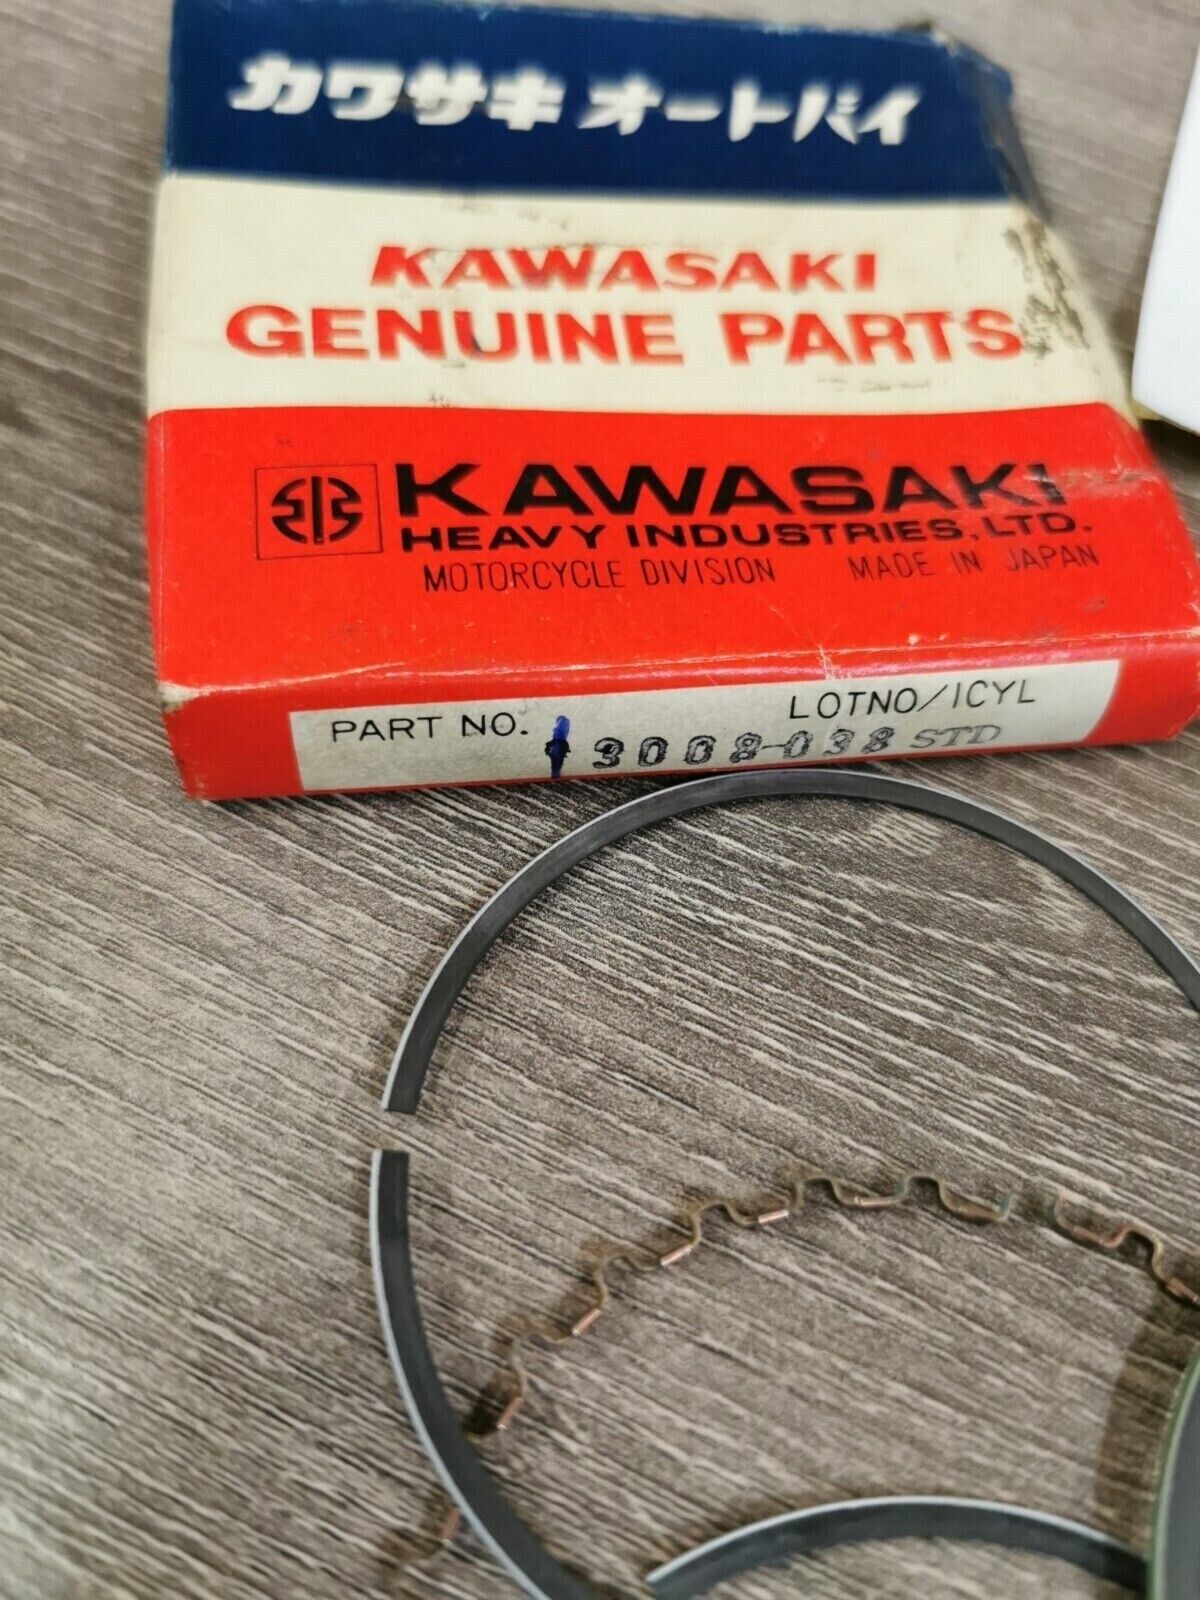 カワサキ オートバイ
KAWASAKI
GENUINE PARTS
KAWASAKI
HEAVY INDUSTRIES, LTD.
MOTORCYCLE DIVISION MADE IN JAPAN
LOTNO/1CYL
PART NO. 13008-038 STD